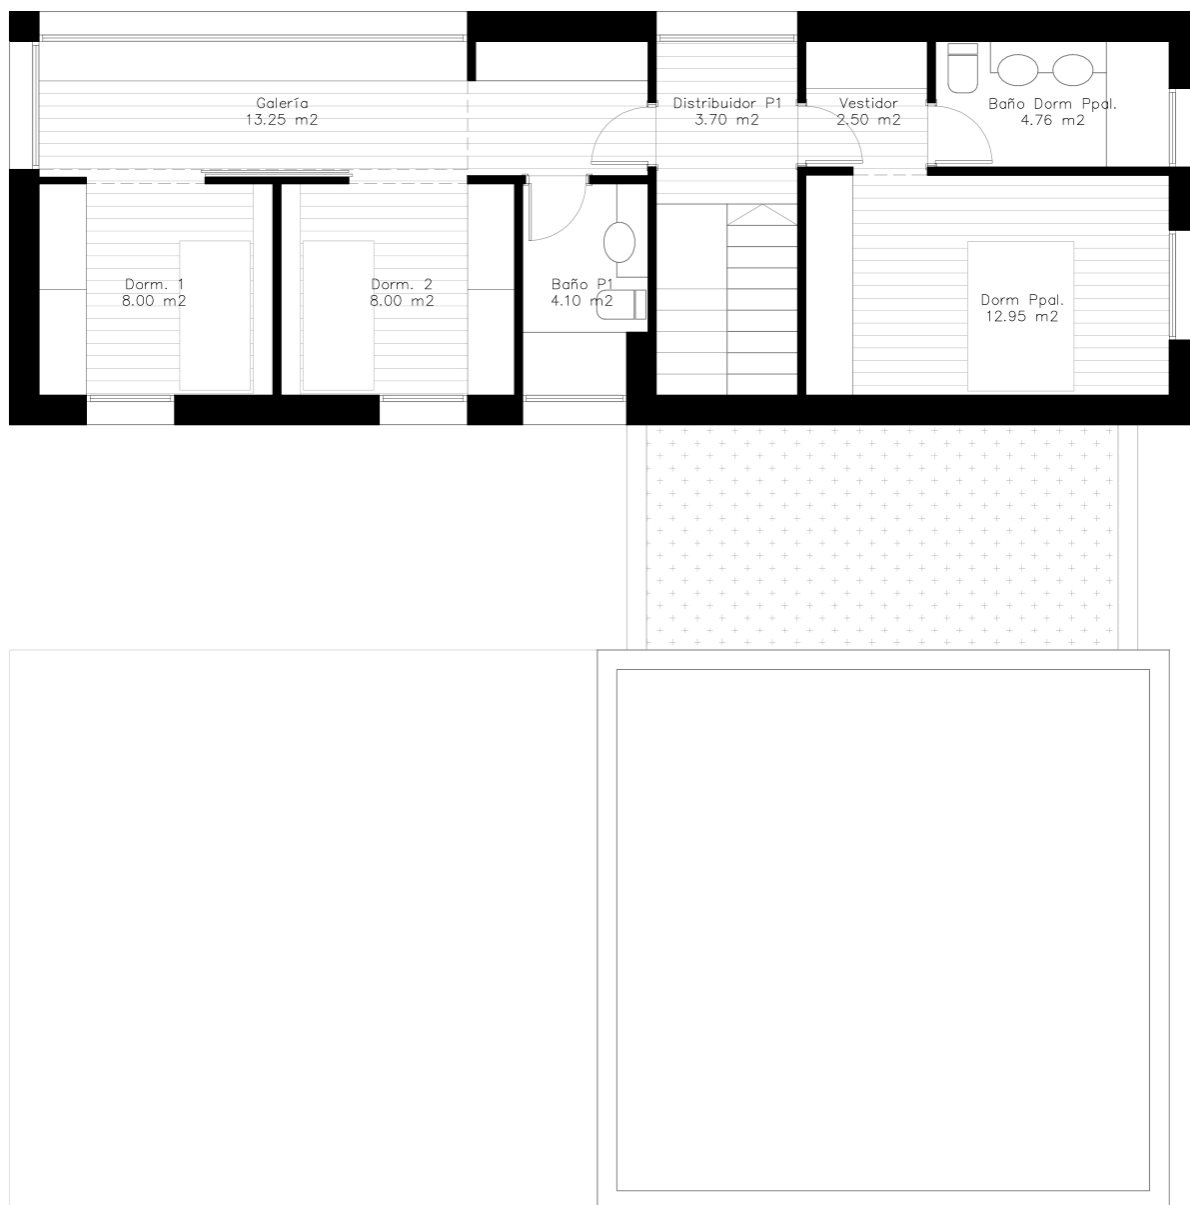 Galería
13.25 m2
Distribuidor P1
3.70 m2
Vestidor
2.50 m2
Baño Dorm Ppal.
4.76 m2
Dorm. 1
8.00 m2
Dorm. 2
8.00 m2
Baño P1
4.10 m2
Dorm Ppal.
12.95 m2